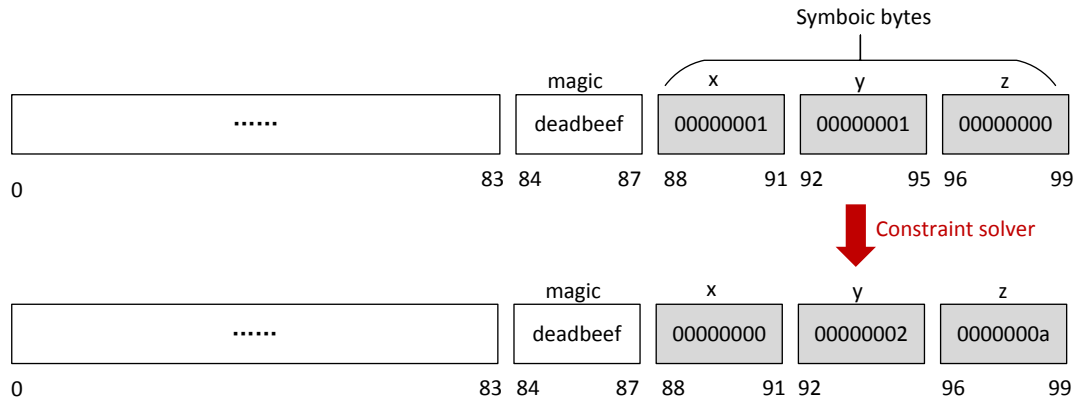 Symboic bytes
magic x y z
...... deadbeef 00000001 00000001 00000000
0 83 84 87 88 91 92 95 96 99
Constraint solver
magic x y z
...... deadbeef 00000000 00000002 0000000a
0 83 84 87 88 91 92 96 99